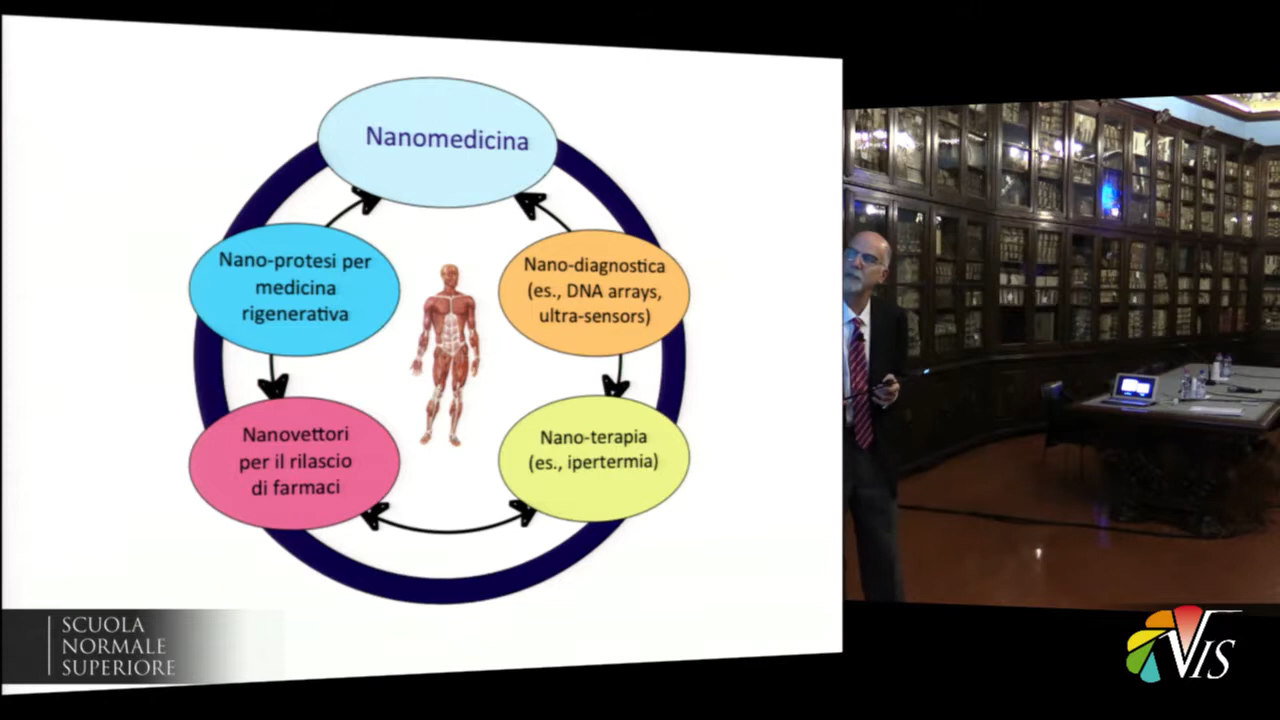 Nanomedicina
Nano-protesi per
medicina
rigenerativa
Nano-diagnostica
(es., DNA arrays,
ultra-sensors)
Nanovettori
per il rilascio
di farmaci
Nano-terapia
(es., ipertermia)
SCUOLA
NORMALE
SUPERIORE
VIS